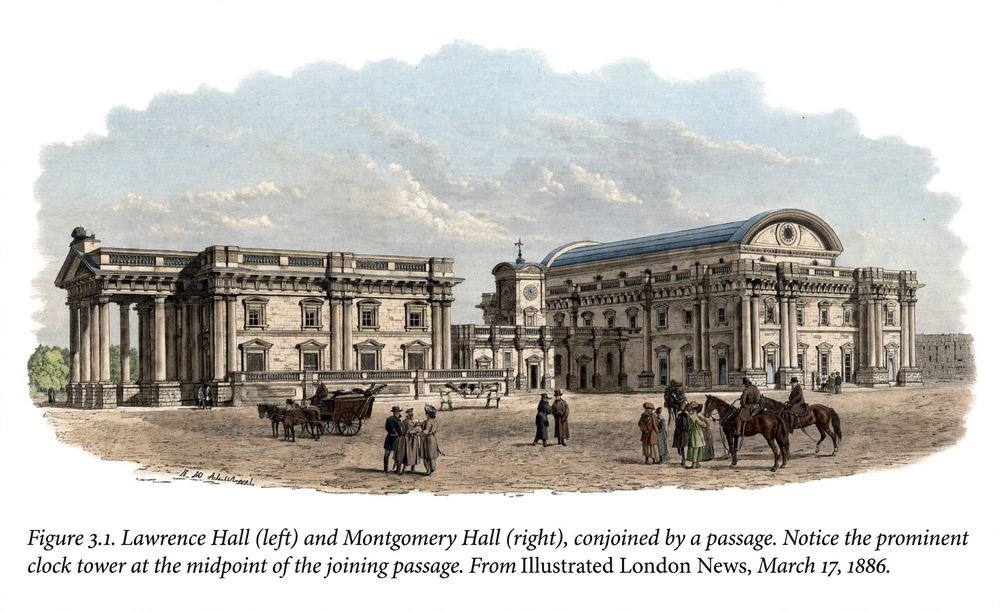 Figure 3.1. Lawrence Hall (left) and Montgomery Hall (right), conjoined by a passage. Notice the prominent
clock tower at the midpoint of the joining passage. From Illustrated London News, March 17, 1886.